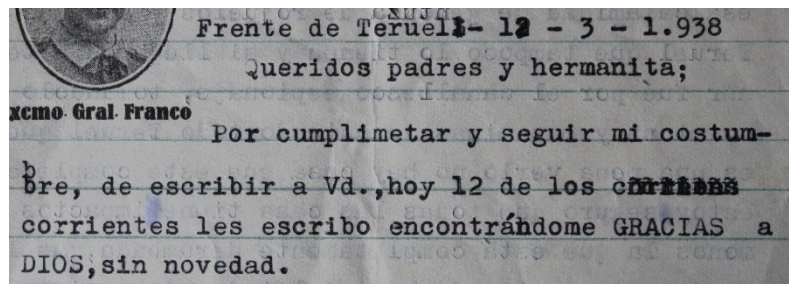 Frente de Teruel- 12 - 3 - 1.938
Queridos padres y hermanita;
xcmo. Gral. Franco
Por cumplimetar y seguir mi costum-
bre, de escribir a Vd.,hoy 12 de los
corrientes les escribo encontrándome GRACIAS a
DIOS,sin novedad.